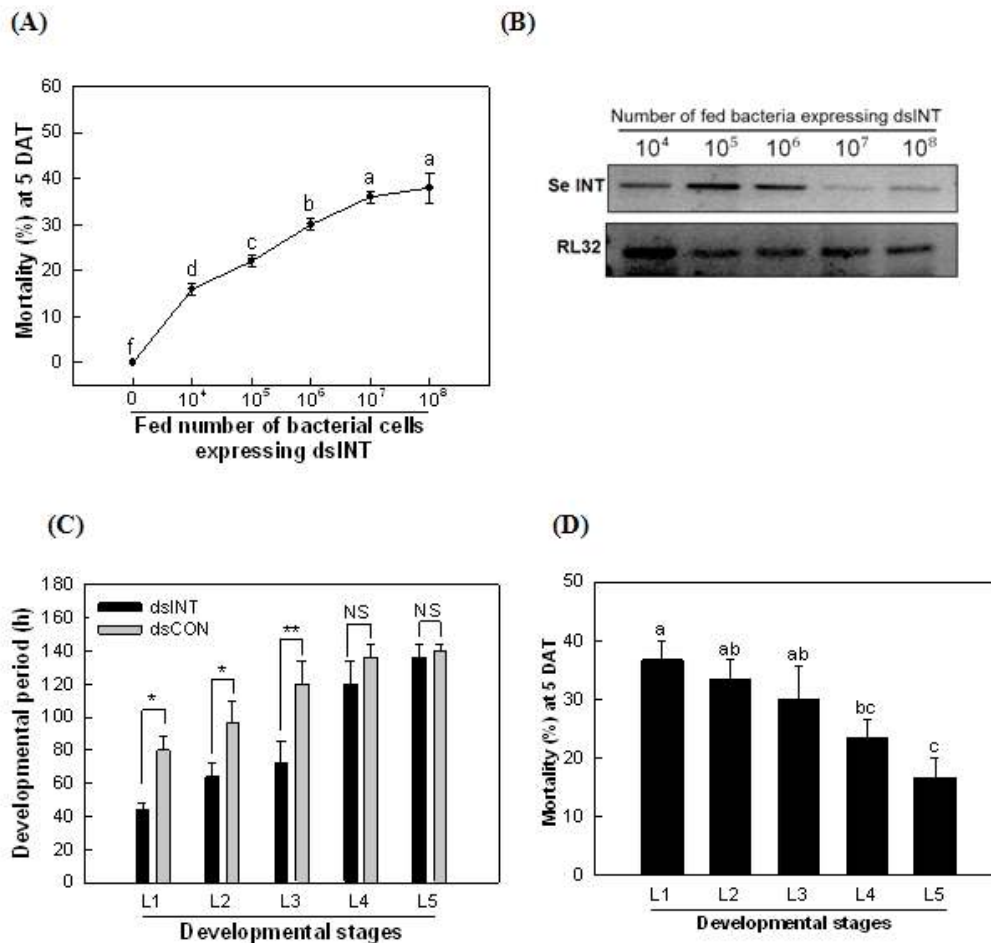 (A)
60
50
40
30
20
10
0
Mortality (%) at 5 DAT
f
d
c
b
a
a
0 10⁴ 10⁵ 10⁶ 10⁷ 10⁸
Fed number of bacterial cells
expressing dsINT
(B)
Number of fed bacteria expressing dsINT
10⁴ 10⁵ 10⁶ 10⁷ 10⁸
Se INT
RL32
(C)
180
160
140
120
100
80
60
40
20
0
Developmental period (h)
dsINT
dsCON
*
*
**
NS
NS
L1 L2 L3 L4 L5
Developmental stages
(D)
50
40
30
20
10
0
Mortality (%) at 5 DAT
a
ab
ab
bc
c
L1 L2 L3 L4 L5
Developmental stages